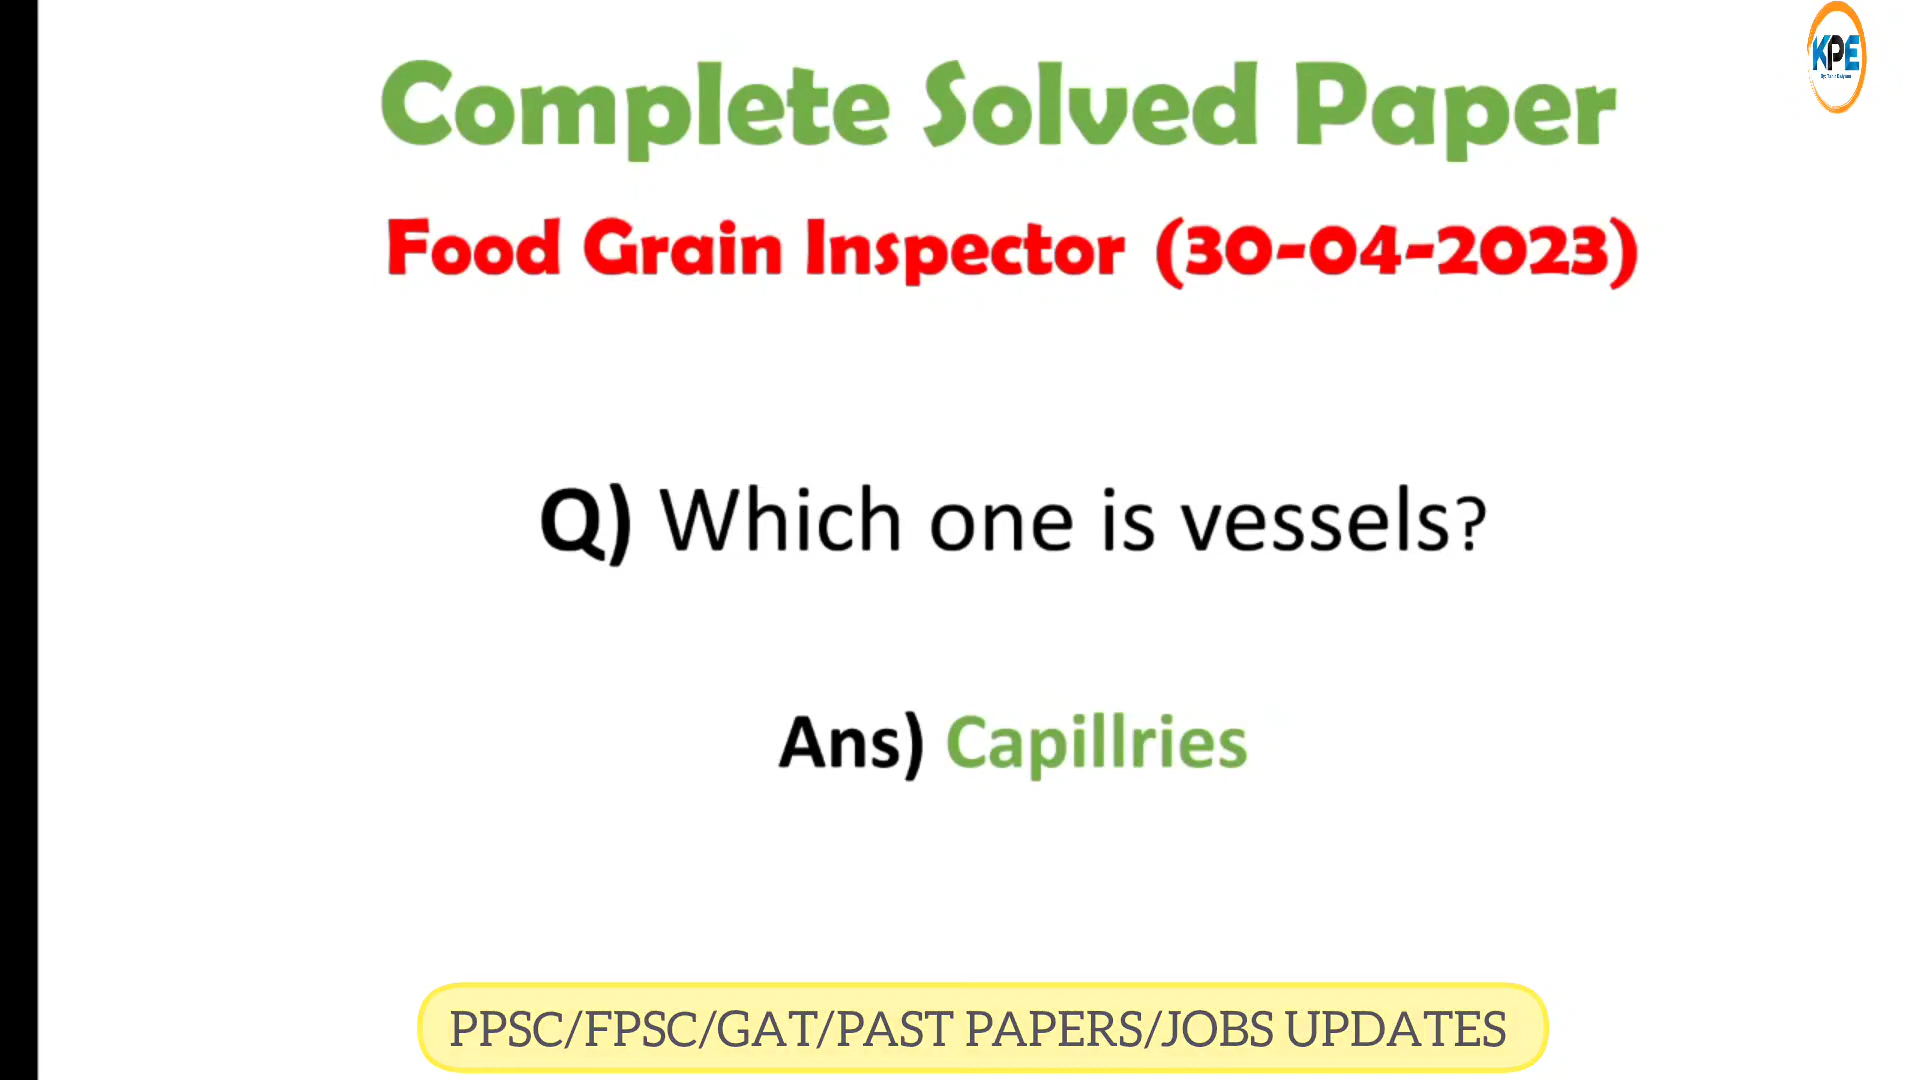 KPE
Complete Solved Paper
Food Grain Inspector (30-04-2023)
Q) Which one is vessels?
Ans) Capillries
PPSC/FPSC/GAT/PAST PAPERS/JOBS UPDATES